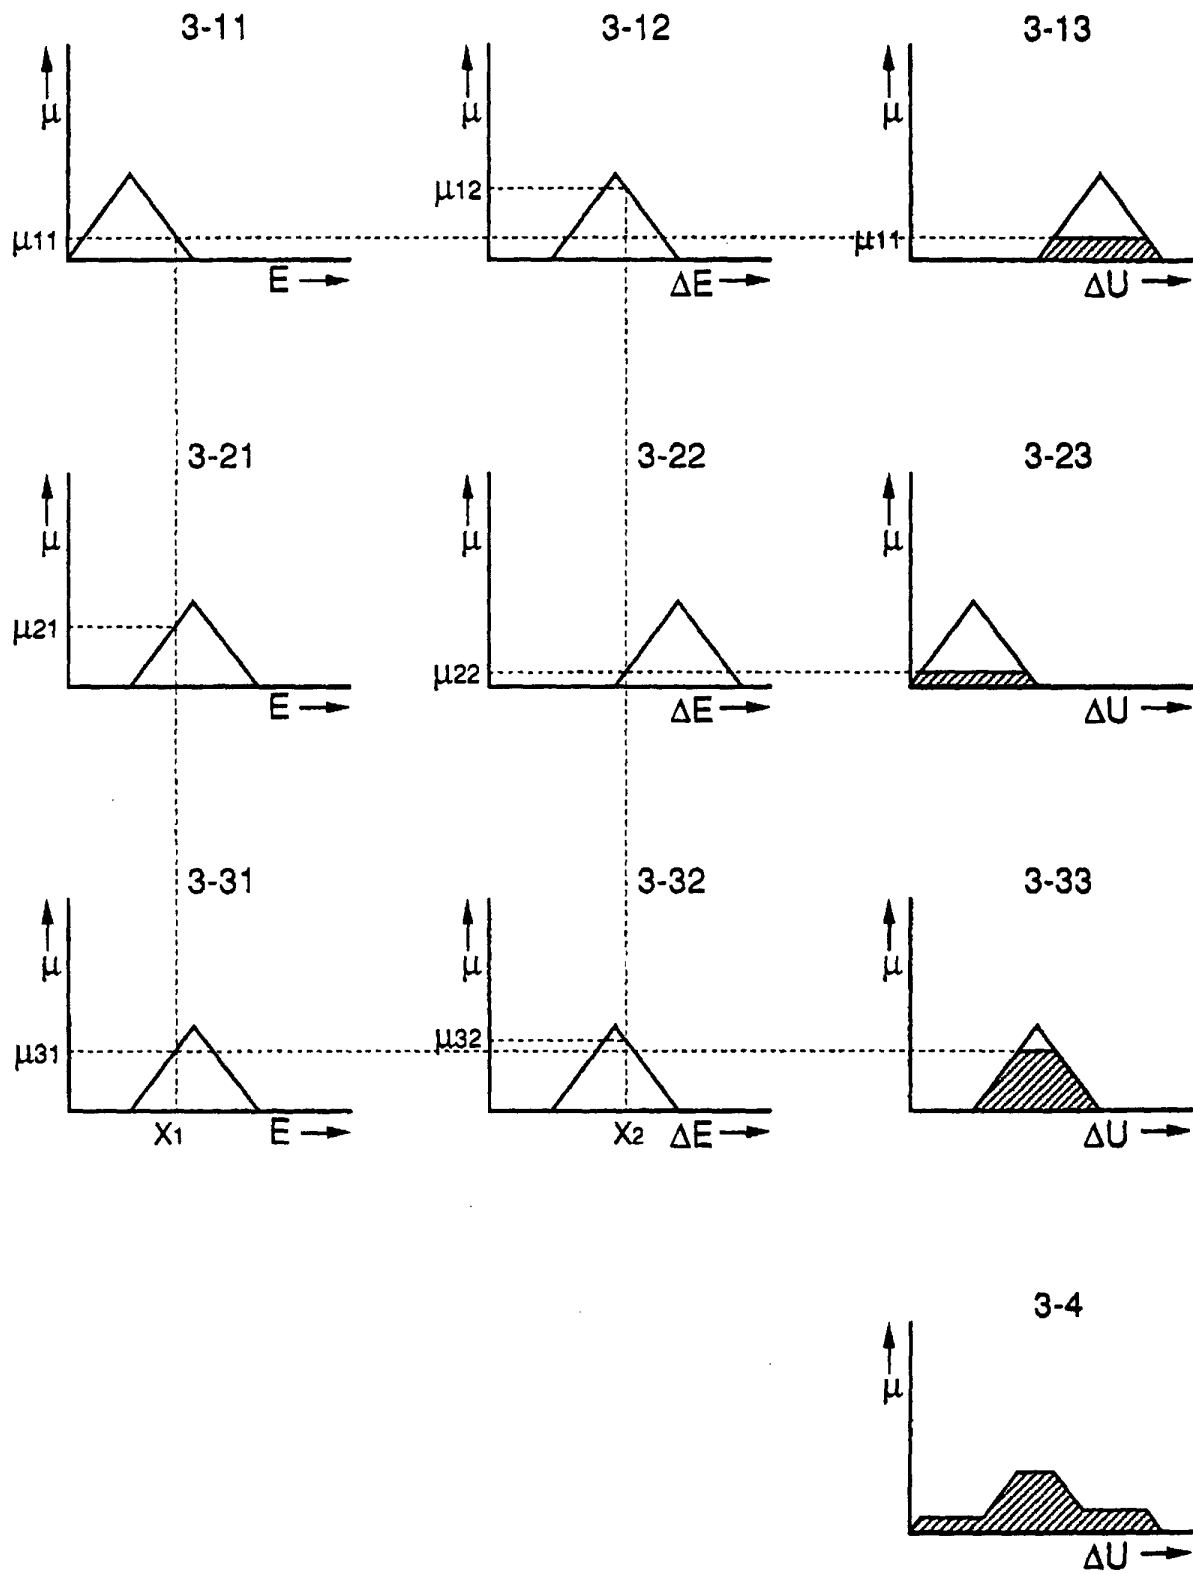 3-11 3-12 3-13
μ μ μ
μ12
μ11 μ11
E ΔE ΔU
3-21 3-22 3-23
μ μ μ
μ21
μ22
E ΔE ΔU
3-31 3-32 3-33
μ μ μ
μ32
μ31
X1 E X2 ΔE ΔU
3-4
μ
ΔU